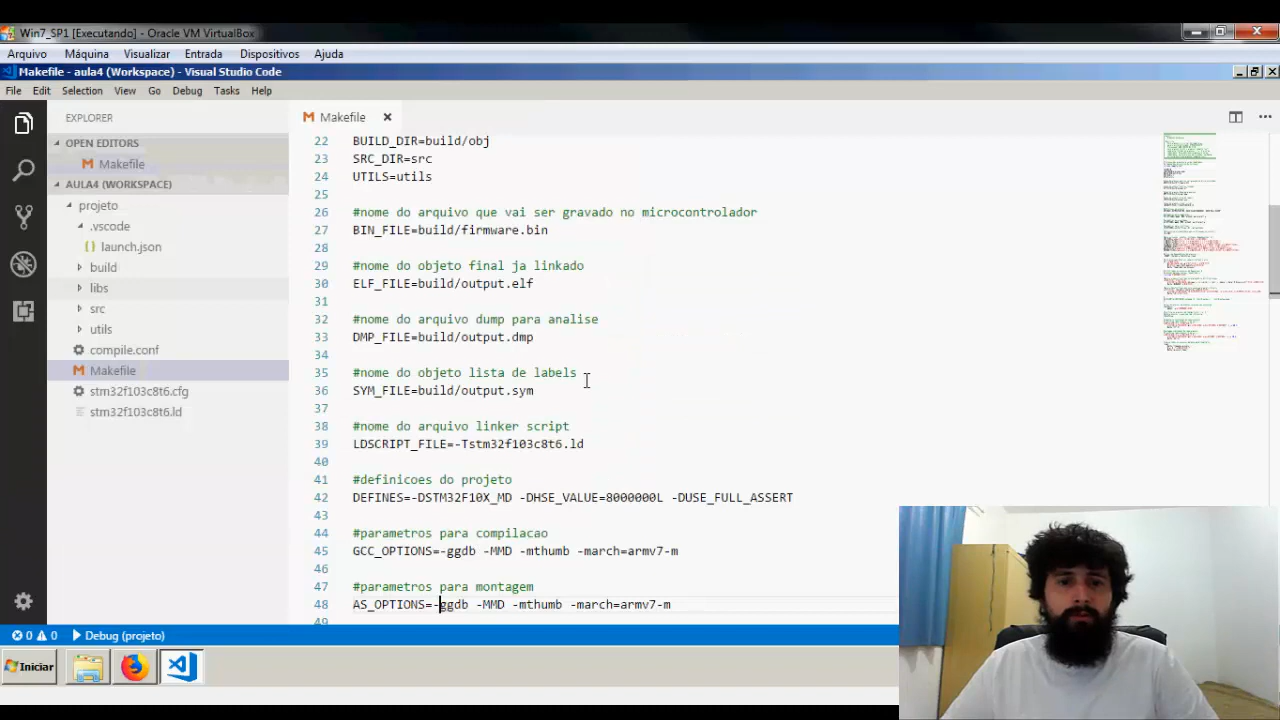 Win7_SP1 [Executando] - Oracle VM VirtualBox
Arquivo Máquina Visualizar Entrada Dispositivos Ajuda
Makefile - aula4 (Workspace) - Visual Studio Code
File Edit Selection View Go Debug Tasks Help
EXPLORER
OPEN EDITORS
Makefile
AULA4 (WORKSPACE)
projeto
.vscode
launch.json
build
libs
src
utils
compile.conf
Makefile
stm32f103c8t6.cfg
stm32f103c8t6.ld
Makefile
22 BUILD_DIR=build/obj
23 SRC_DIR=src
24 UTILS=utils
25
26 #nome do arquivo que vai ser gravado no microcontrolador
27 BIN_FILE=build/firmware.bin
28
29 #nome do objeto final ja linkado
30 ELF_FILE=build/output.elf
31
32 #nome do arquivo dump para analise
33 DMP_FILE=build/output.dmp
34
35 #nome do objeto lista de labels
36 SYM_FILE=build/output.sym
37
38 #nome do arquivo linker script
39 LDSCRIPT_FILE=-Tstm32f103c8t6.ld
40
41 #definicoes do projeto
42 DEFINES=-DSTM32F10X_MD -DHSE_VALUE=8000000L -DUSE_FULL_ASSERT
43
44 #parametros para compilacao
45 GCC_OPTIONS=-ggdb -MMD -mthumb -march=armv7-m
46
47 #parametros para montagem
48 AS_OPTIONS=-ggdb -MMD -mthumb -march=armv7-m
49
0 0 Debug (projeto)
Iniciar